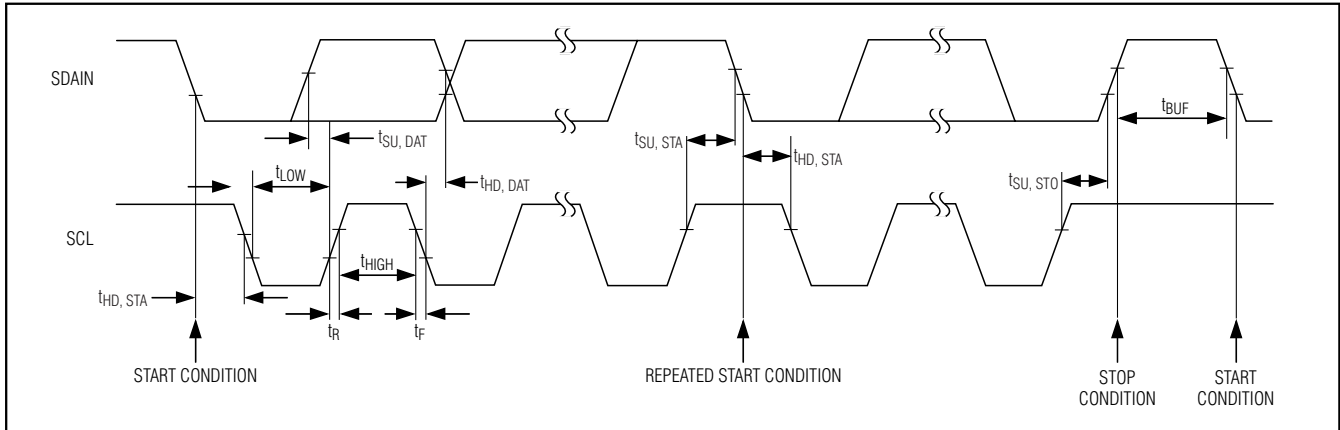 SDAIN
tSU, DAT
tLOW
tHD, DAT
tSU, STA
tHD, STA
tBUF
tSU, STO
SCL
tHIGH
tHD, STA
tR
tF
START CONDITION
REPEATED START CONDITION
STOP
CONDITION
START
CONDITION